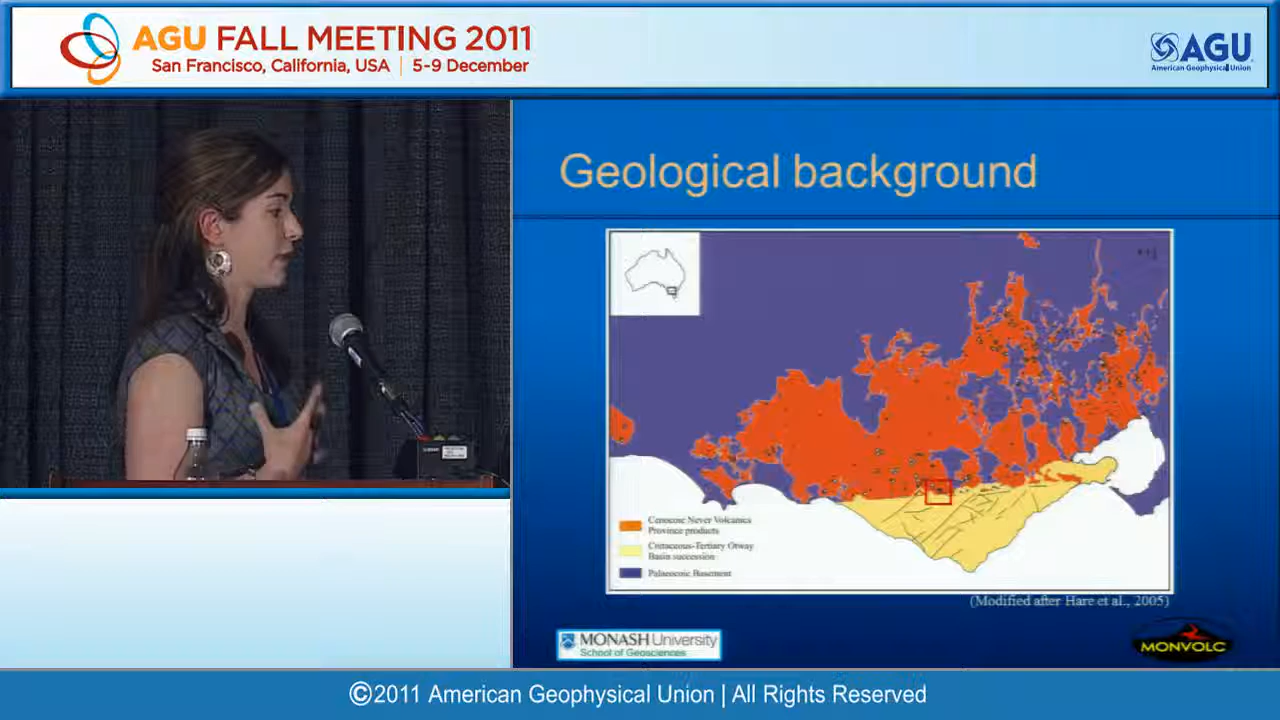 AGU FALL MEETING 2011
San Francisco, California, USA | 5-9 December
AGU
American Geophysical Union
Geological background
Cenozoic Newer Volcanics
Province products
Cretaceous-Tertiary Otway
Basin succession
Palaeozoic Basement
(Modified after Hare et al., 2005)
MONASH University
School of Geosciences
MONVOLC
©2011 American Geophysical Union | All Rights Reserved